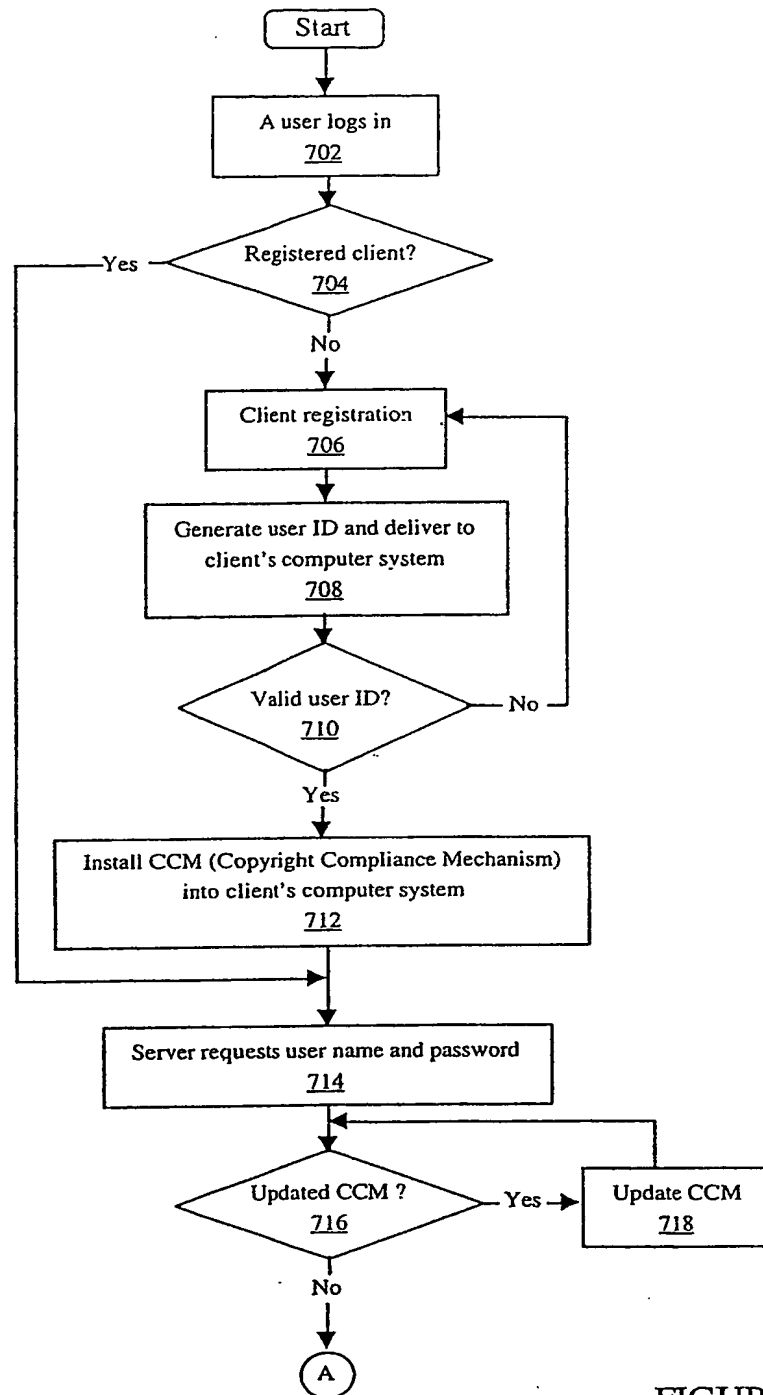 Start
A user logs in
702
Registered client?
704
Yes
No
Client registration
706
Generate user ID and deliver to
client's computer system
708
Valid user ID?
710
No
Yes
Install CCM (Copyright Compliance Mechanism)
into client's computer system
712
Server requests user name and password
714
Updated CCM ?
716
Yes
Update CCM
718
No
A